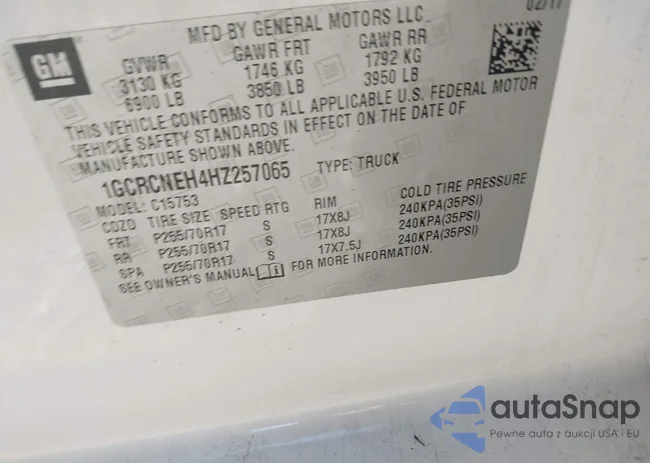 MFD BY GENERAL MOTORS LLC
02/17
GM
GVWR GAWR FRT GAWR RR
3130 KG 1746 KG 1792 KG
6900 LB 3850 LB 3950 LB
THIS VEHICLE CONFORMS TO ALL APPLICABLE U.S. FEDERAL MOTOR
VEHICLE SAFETY STANDARDS IN EFFECT ON THE DATE OF
MANUFACTURE SHOWN ABOVE.
1GCRCNEH4HZ257065 TYPE: TRUCK
MODEL: C15753
COZD TIRE SIZE SPEED RTG RIM COLD TIRE PRESSURE
FRT P255/70R17 S 17X8J 240KPA(35PSI)
RR P255/70R17 S 17X8J 240KPA(35PSI)
SPA P255/70R17 S 17X7.5J 240KPA(35PSI)
SEE OWNER'S MANUAL FOR MORE INFORMATION.
autaSnap
Pewne auta z aukcji USA i EU